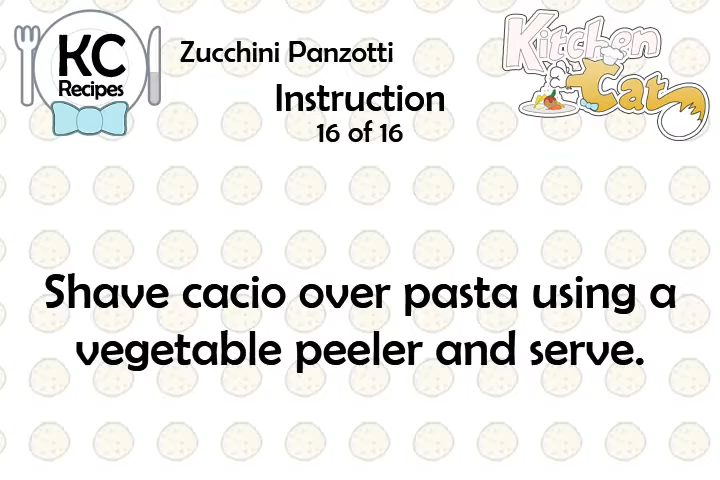 KC
Recipes
Zucchini Panzotti
Kitchen
Cat
Instruction
16 of 16
Shave cacio over pasta using a
vegetable peeler and serve.